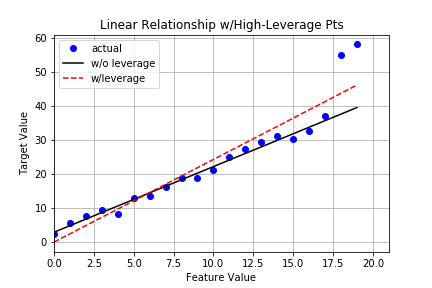 Linear Relationship w/High-Leverage Pts
actual
w/o leverage
w/leverage
Target Value
60
50
40
30
20
10
0
0.0 2.5 5.0 7.5 10.0 12.5 15.0 17.5 20.0
Feature Value